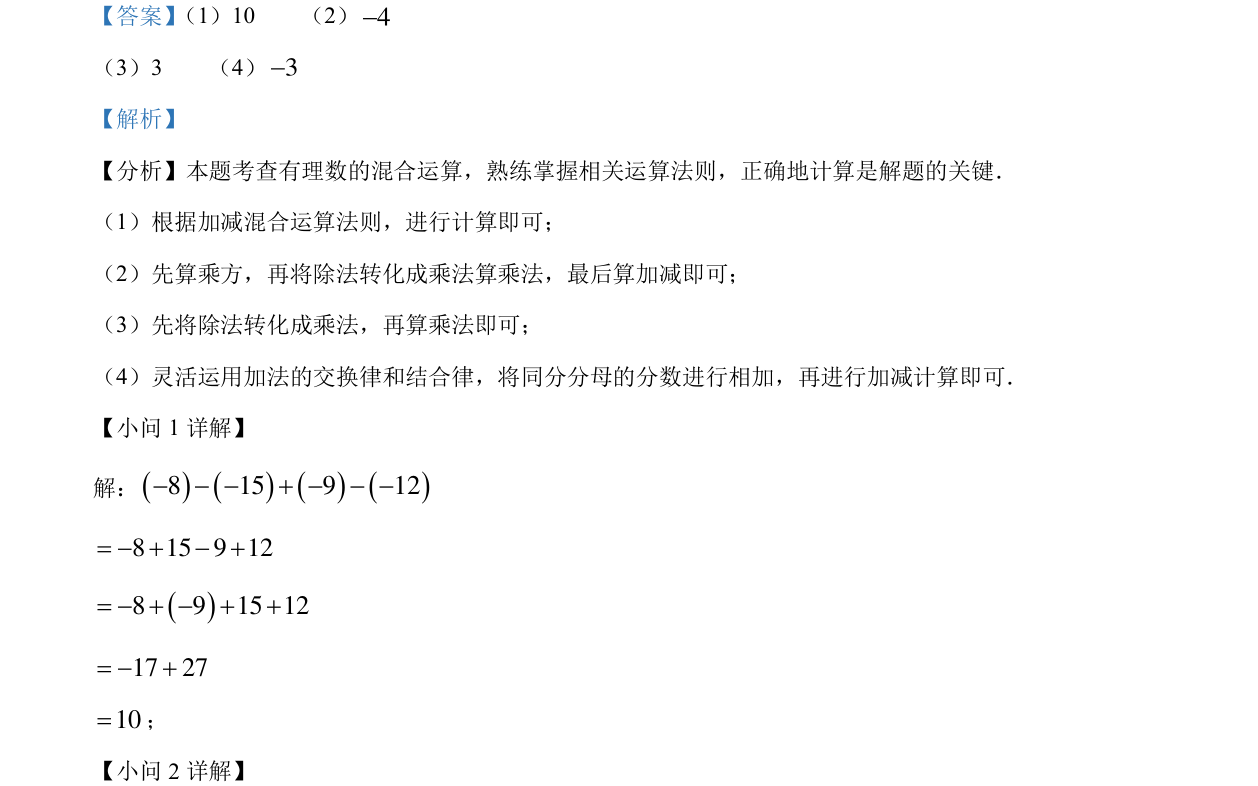 【答案】（1）10 （2）−4
（3）3 （4）−3
【解析】
【分析】本题考查有理数的混合运算，熟练掌握相关运算法则，正确地计算是解题的关键．
（1）根据加减混合运算法则，进行计算即可；
（2）先算乘方，再将除法转化成乘法算乘法，最后算加减即可；
（3）先将除法转化成乘法，再算乘法即可；
（4）灵活运用加法的交换律和结合律，将同分分母的分数进行相加，再进行加减计算即可．
【小问 1 详解】
解：(−8)−(−15)+(−9)−(−12)
=−8+15−9+12
=−8+(−9)+15+12
=−17+27
=10；
【小问 2 详解】